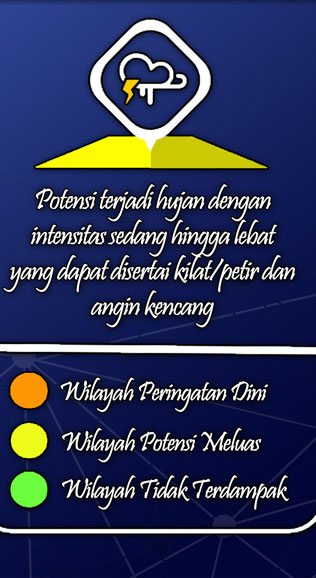 Potensi terjadi hujan dengan
intensitas sedang hingga lebat
yang dapat disertai kilat/petir dan
angin kencang
Wilayah Peringatan Dini
Wilayah Potensi Meluas
Wilayah Tidak Terdampak